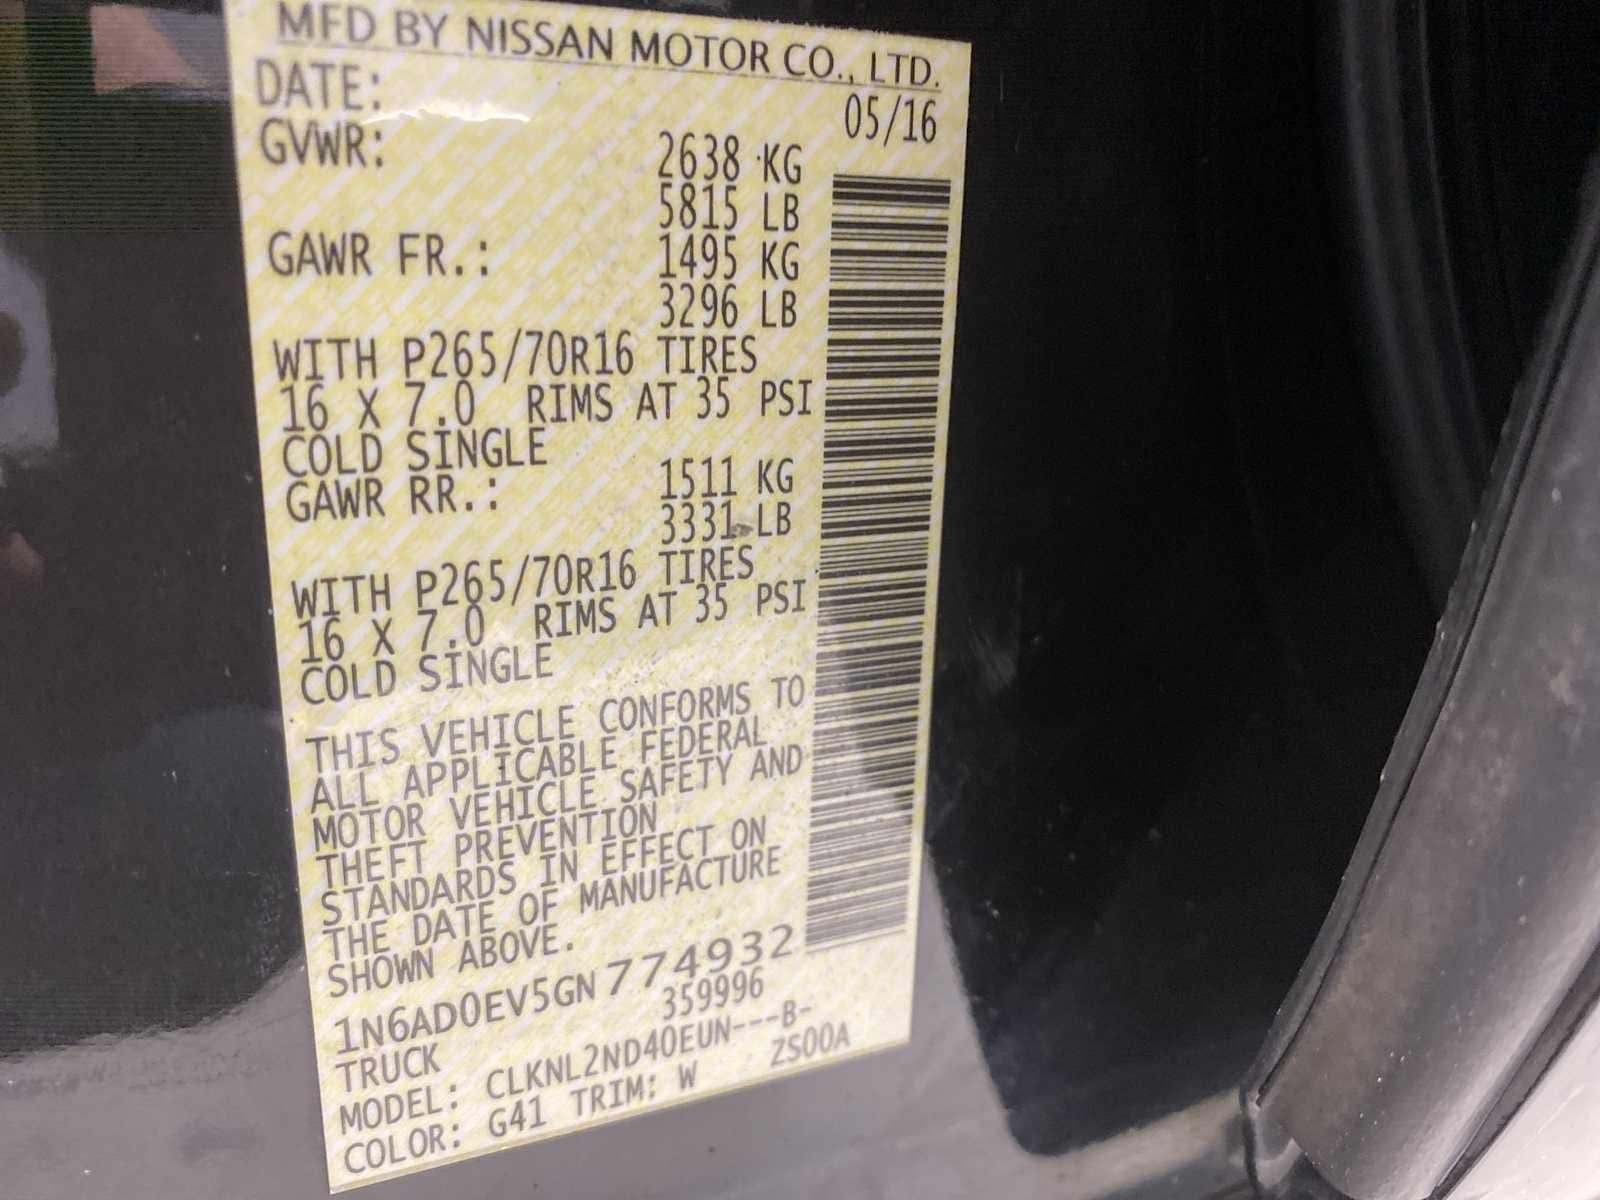 MFD BY NISSAN MOTOR CO., LTD.
DATE: 05/16
GVWR: 2638 KG
5815 LB
GAWR FR.: 1495 KG
3296 LB
WITH P265/70R16 TIRES
16 X 7.0 RIMS AT 35 PSI
COLD SINGLE
GAWR RR.: 1511 KG
3331 LB
WITH P265/70R16 TIRES
16 X 7.0 RIMS AT 35 PSI
COLD SINGLE
THIS VEHICLE CONFORMS TO
ALL APPLICABLE FEDERAL
MOTOR VEHICLE SAFETY AND
THEFT PREVENTION
STANDARDS IN EFFECT ON
THE DATE OF MANUFACTURE
SHOWN ABOVE.
1N6AD0EV5GN774932
TRUCK 359996
MODEL: CLKNL2ND40EUN---B-
COLOR: G41 TRIM: W ZS00A